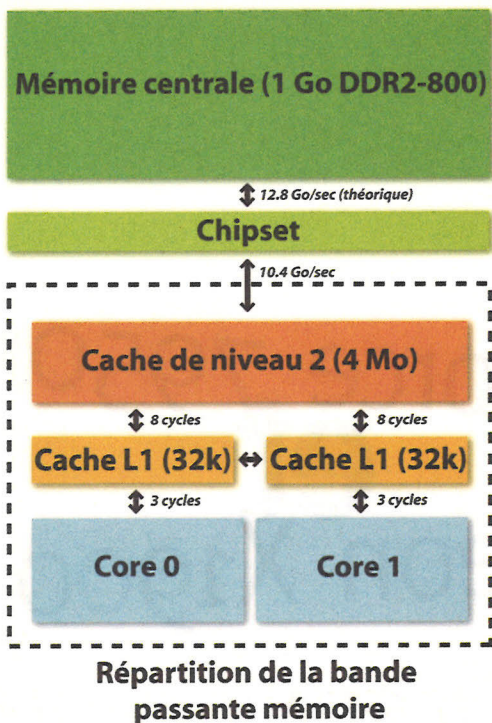 Mémoire centrale (1 Go DDR2-800)
12.8 Go/sec (théorique)
Chipset
10.4 Go/sec
Cache de niveau 2 (4 Mo)
8 cycles
8 cycles
Cache L1 (32k)
Cache L1 (32k)
3 cycles
3 cycles
Core 0
Core 1
Répartition de la bande
passante mémoire